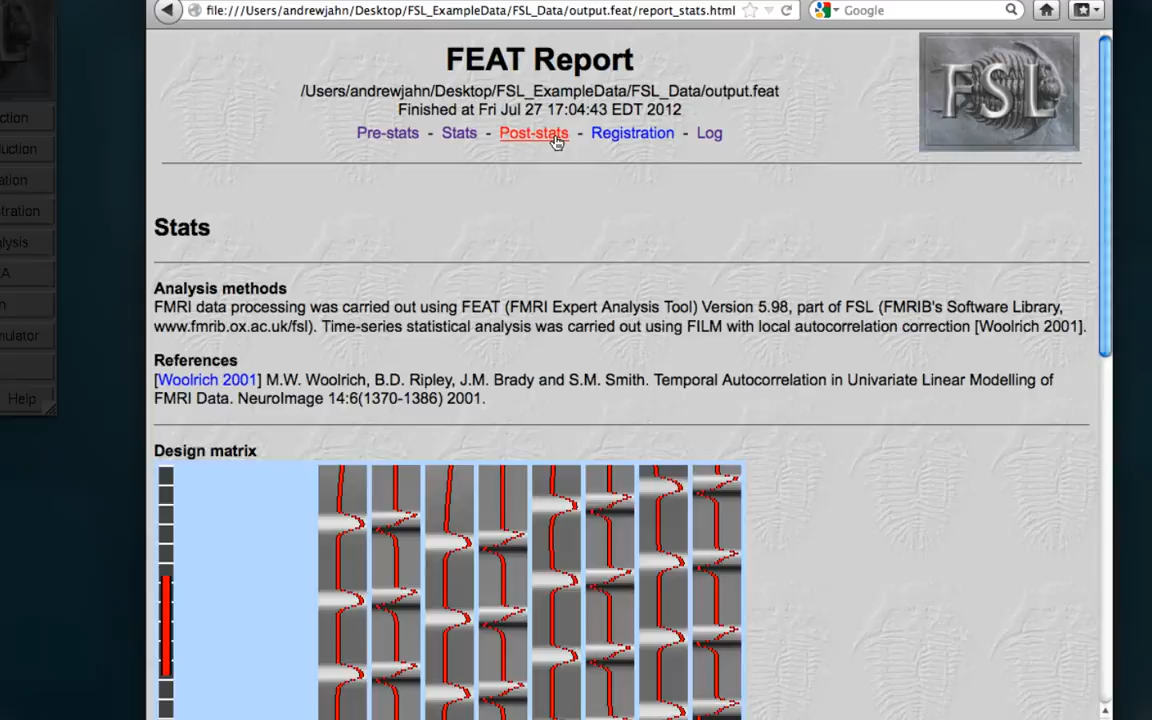 file:///Users/andrewjahn/Desktop/FSL_ExampleData/FSL_Data/output.feat/report_stats.html
Google
FEAT Report
FSL
/Users/andrewjahn/Desktop/FSL_ExampleData/FSL_Data/output.feat
Finished at Fri Jul 27 17:04:43 EDT 2012
Pre-stats - Stats - Post-stats - Registration - Log
Stats
Analysis methods
FMRI data processing was carried out using FEAT (FMRI Expert Analysis Tool) Version 5.98, part of FSL (FMRIB's Software Library,
www.fmrib.ox.ac.uk/fsl). Time-series statistical analysis was carried out using FILM with local autocorrelation correction [Woolrich 2001].
References
[Woolrich 2001] M.W. Woolrich, B.D. Ripley, J.M. Brady and S.M. Smith. Temporal Autocorrelation in Univariate Linear Modelling of
FMRI Data. NeuroImage 14:6(1370-1386) 2001.
Design matrix
Help